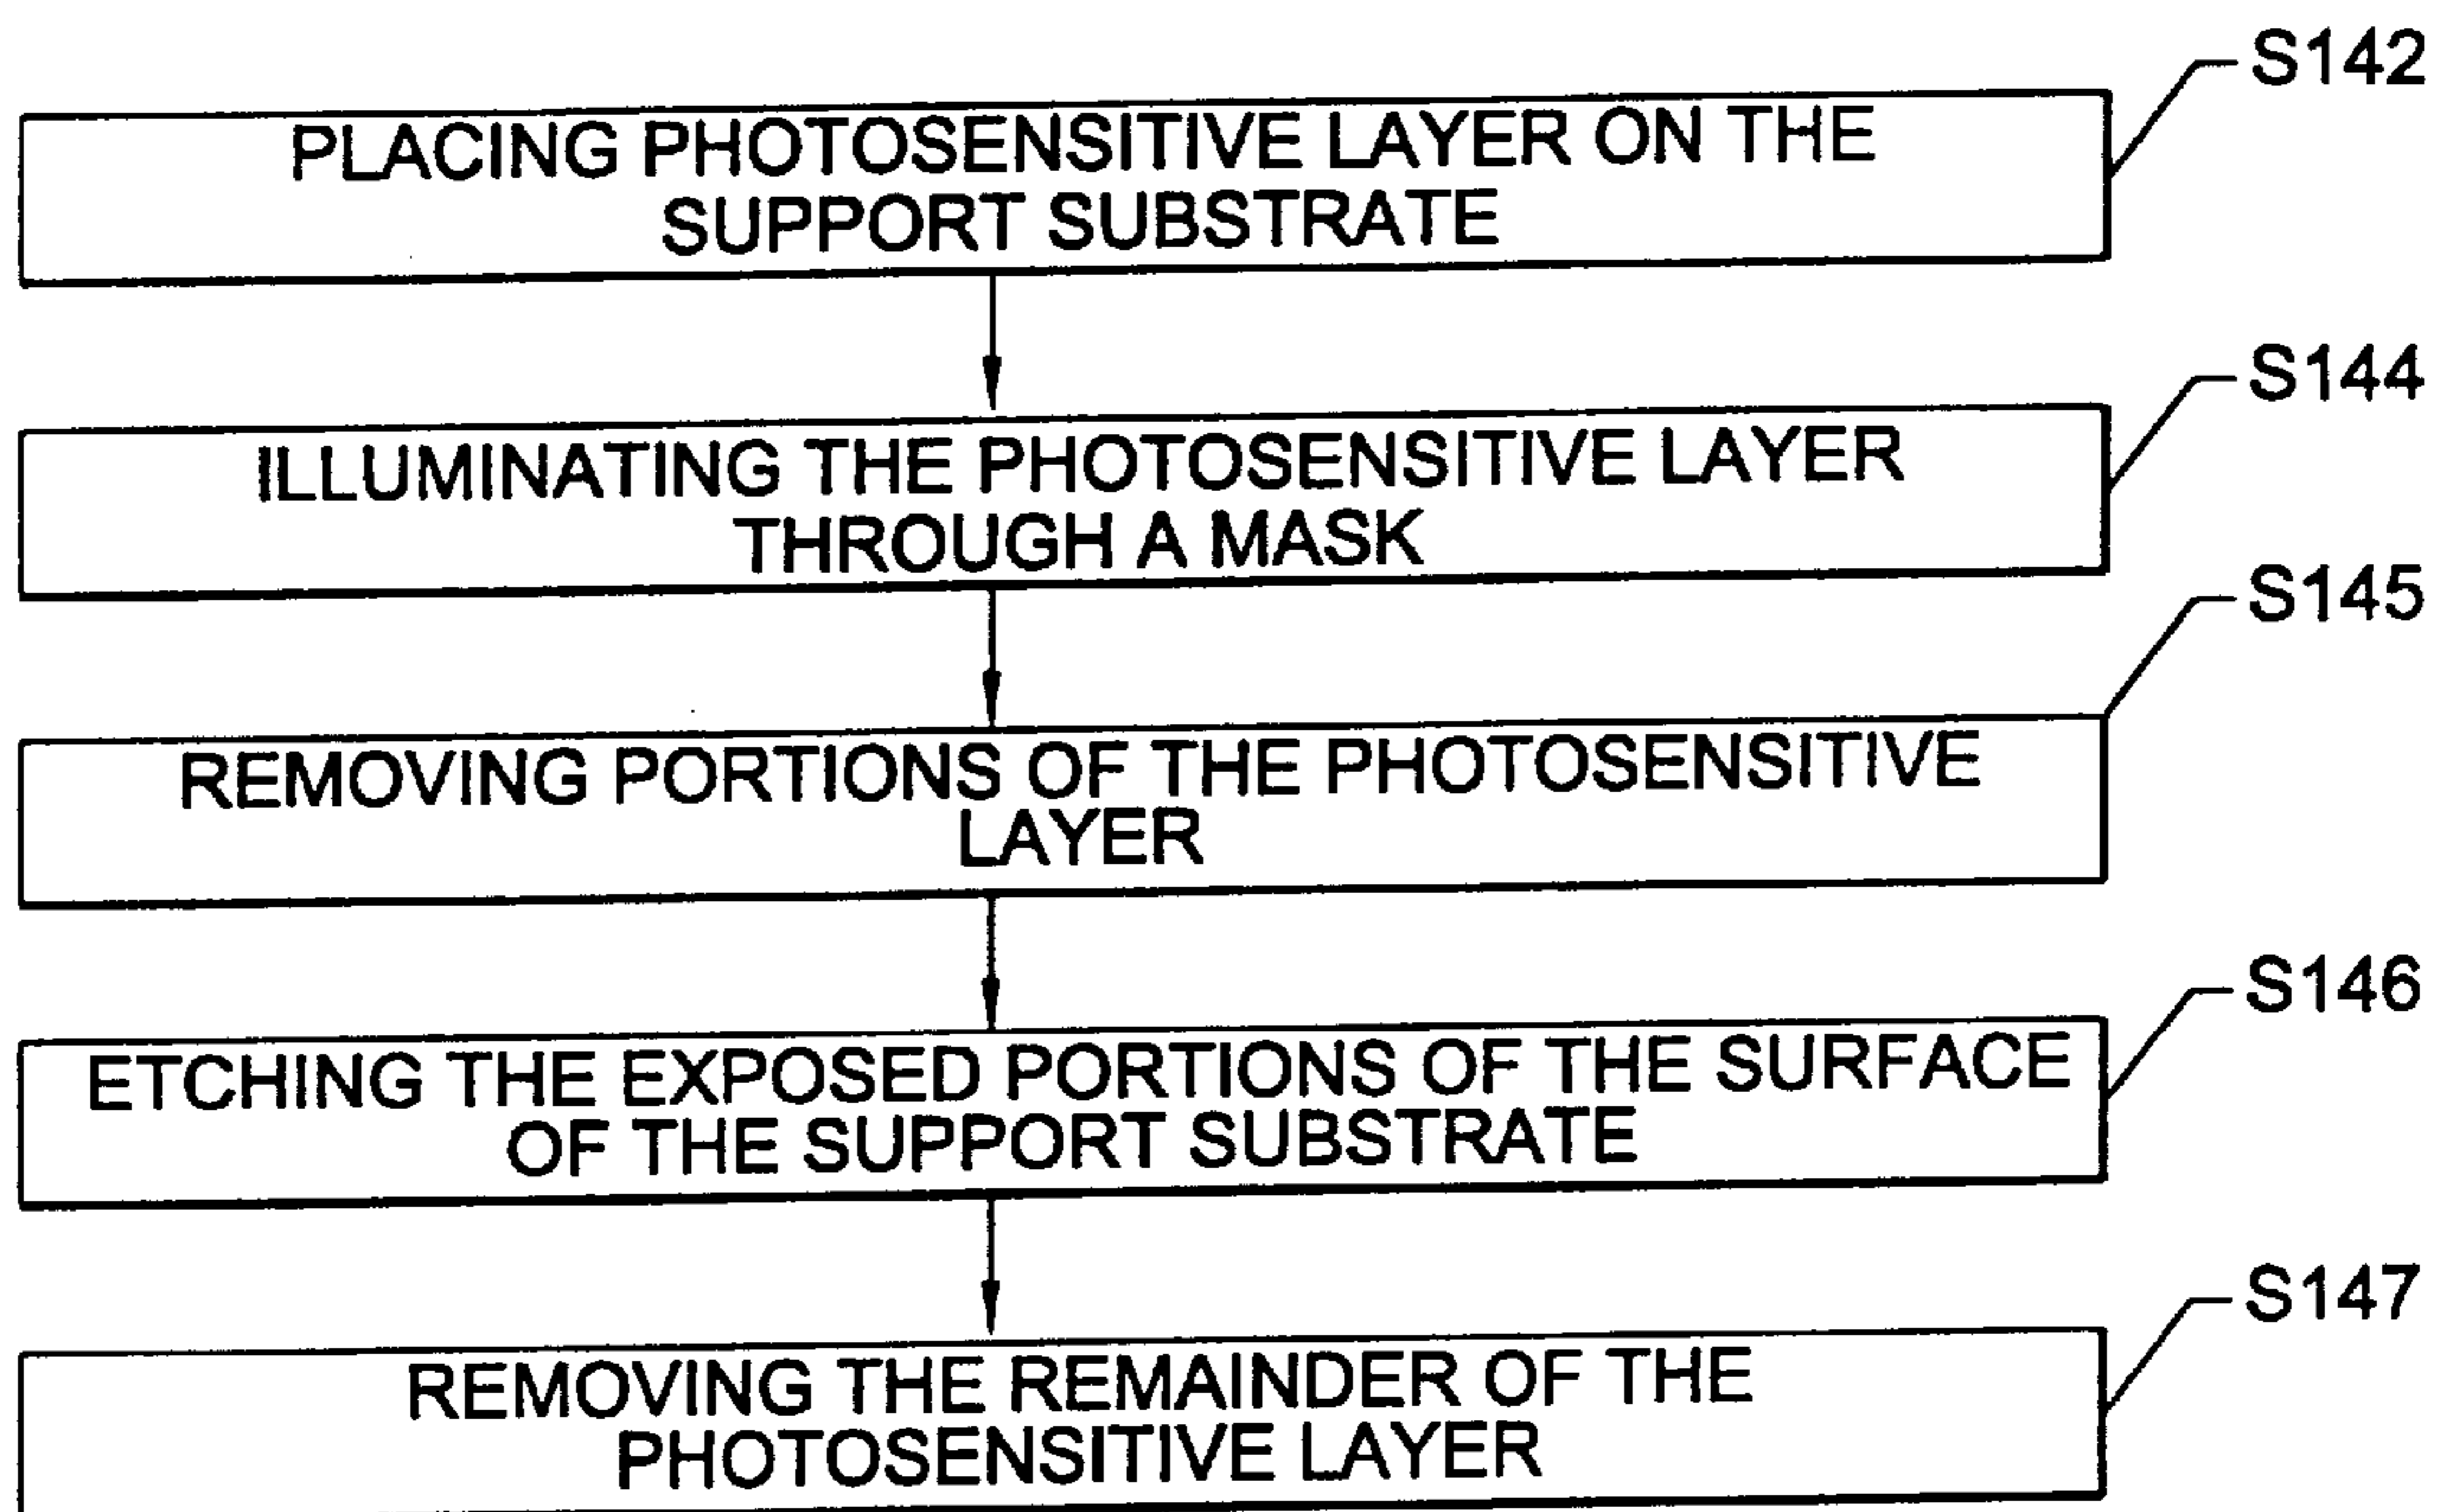 S142
PLACING PHOTOSENSITIVE LAYER ON THE
SUPPORT SUBSTRATE
S144
ILLUMINATING THE PHOTOSENSITIVE LAYER
THROUGH A MASK
S145
REMOVING PORTIONS OF THE PHOTOSENSITIVE
LAYER
S146
ETCHING THE EXPOSED PORTIONS OF THE SURFACE
OF THE SUPPORT SUBSTRATE
S147
REMOVING THE REMAINDER OF THE
PHOTOSENSITIVE LAYER